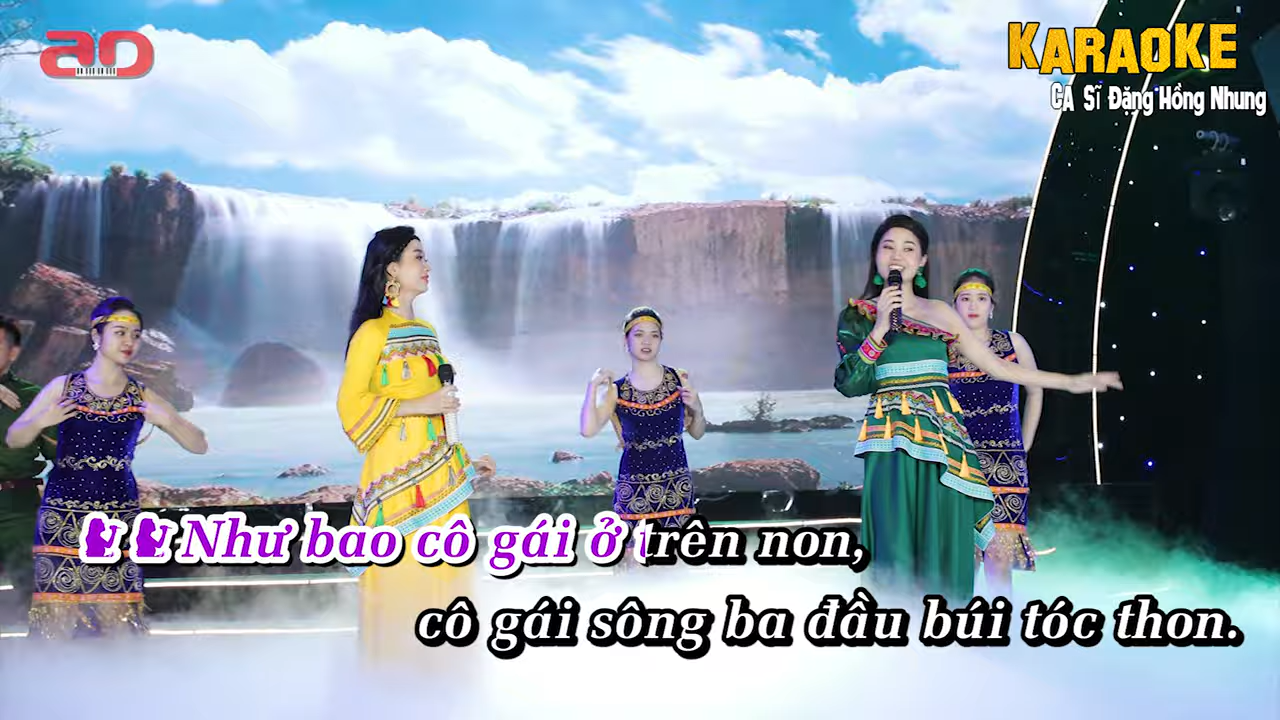 ao
KARAOKE
CA SĨ Đặng Hồng Nhung
Như bao cô gái ở trên non,
cô gái sông ba đầu búi tóc thon.